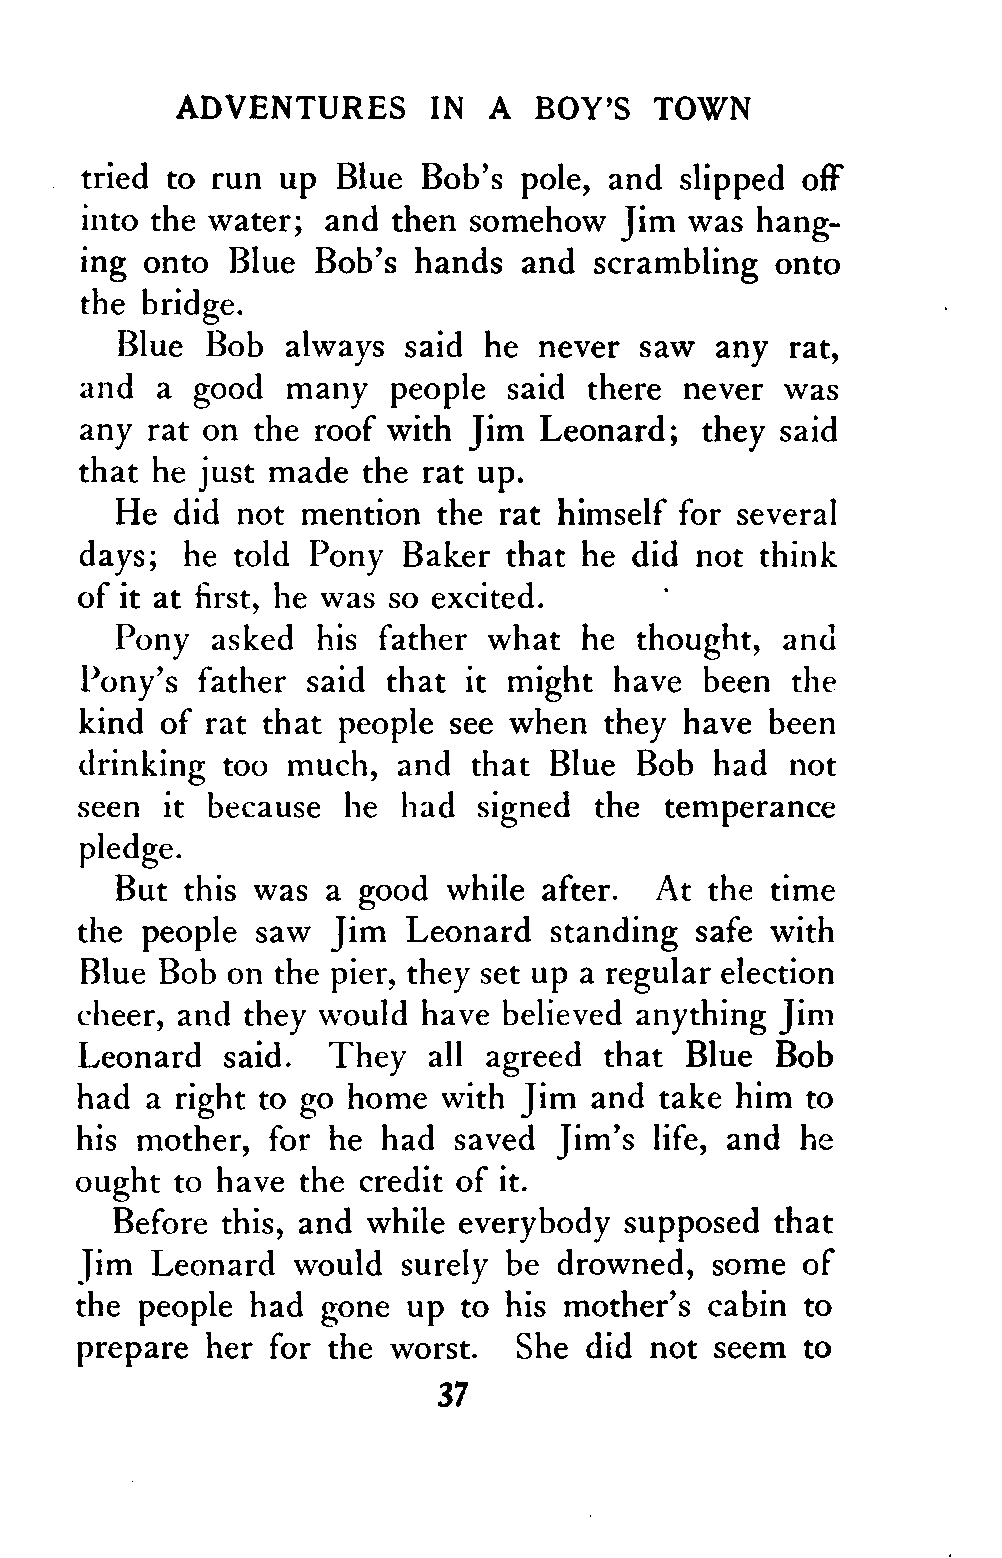 ADVENTURES IN A BOY'S TOWN
tried to run up Blue Bob's pole, and slipped off
into the water; and then somehow Jim was hang-
ing onto Blue Bob's hands and scrambling onto
the bridge.
Blue Bob always said he never saw any rat,
and a good many people said there never was
any rat on the roof with Jim Leonard; they said
that he just made the rat up.
He did not mention the rat himself for several
days; he told Pony Baker that he did not think
of it at first, he was so excited.
Pony asked his father what he thought, and
Pony's father said that it might have been the
kind of rat that people see when they have been
drinking too much, and that Blue Bob had not
seen it because he had signed the temperance
pledge.
But this was a good while after. At the time
the people saw Jim Leonard standing safe with
Blue Bob on the pier, they set up a regular election
cheer, and they would have believed anything Jim
Leonard said. They all agreed that Blue Bob
had a right to go home with Jim and take him to
his mother, for he had saved Jim's life, and he
ought to have the credit of it.
Before this, and while everybody supposed that
Jim Leonard would surely be drowned, some of
the people had gone up to his mother's cabin to
prepare her for the worst. She did not seem to
37